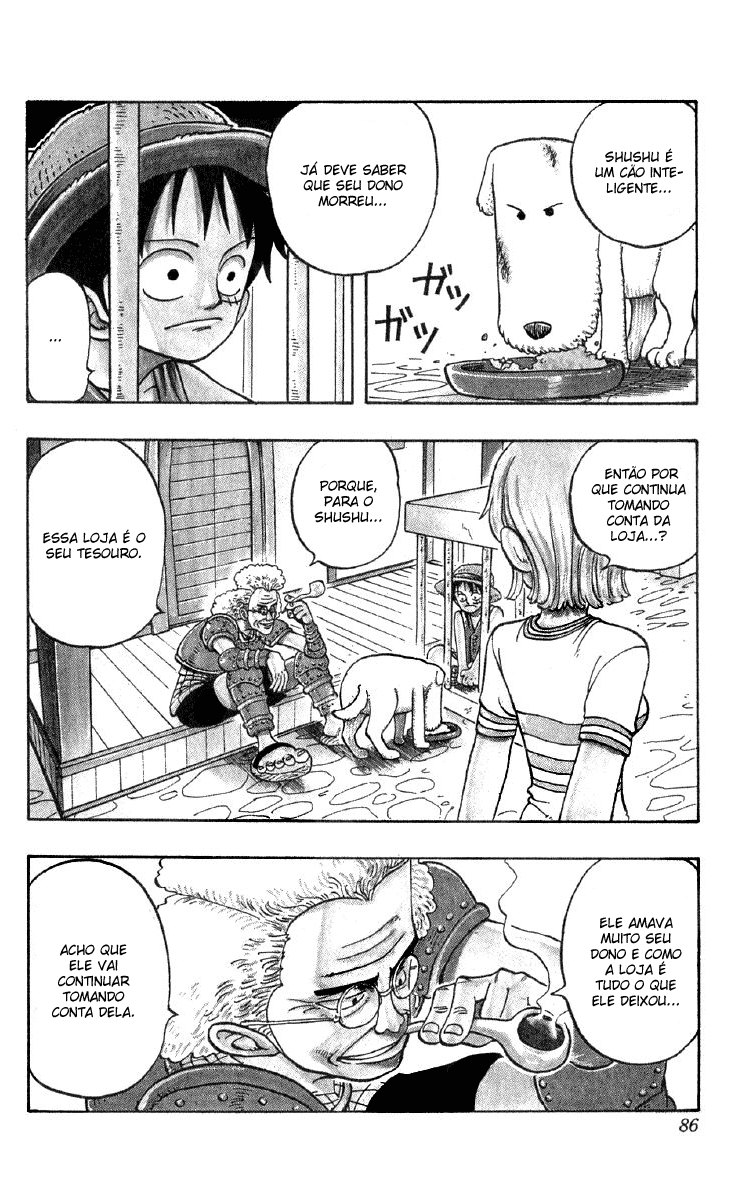 SHUSHU É
UM CÃO INTE-
LIGENTE...
ガッ
ガッ
JÁ DEVE SABER
QUE SEU DONO
MORREU...
...
ENTÃO POR
QUE CONTINUA
TOMANDO
CONTA DA
LOJA...?
PORQUE,
PARA O
SHUSHU...
ESSA LOJA É O
SEU TESOURO.
ELE AMAVA
MUITO SEU
DONO E COMO
A LOJA É
TUDO O QUE
ELE DEIXOU...
ACHO QUE
ELE VAI
CONTINUAR
TOMANDO
CONTA DELA.
86